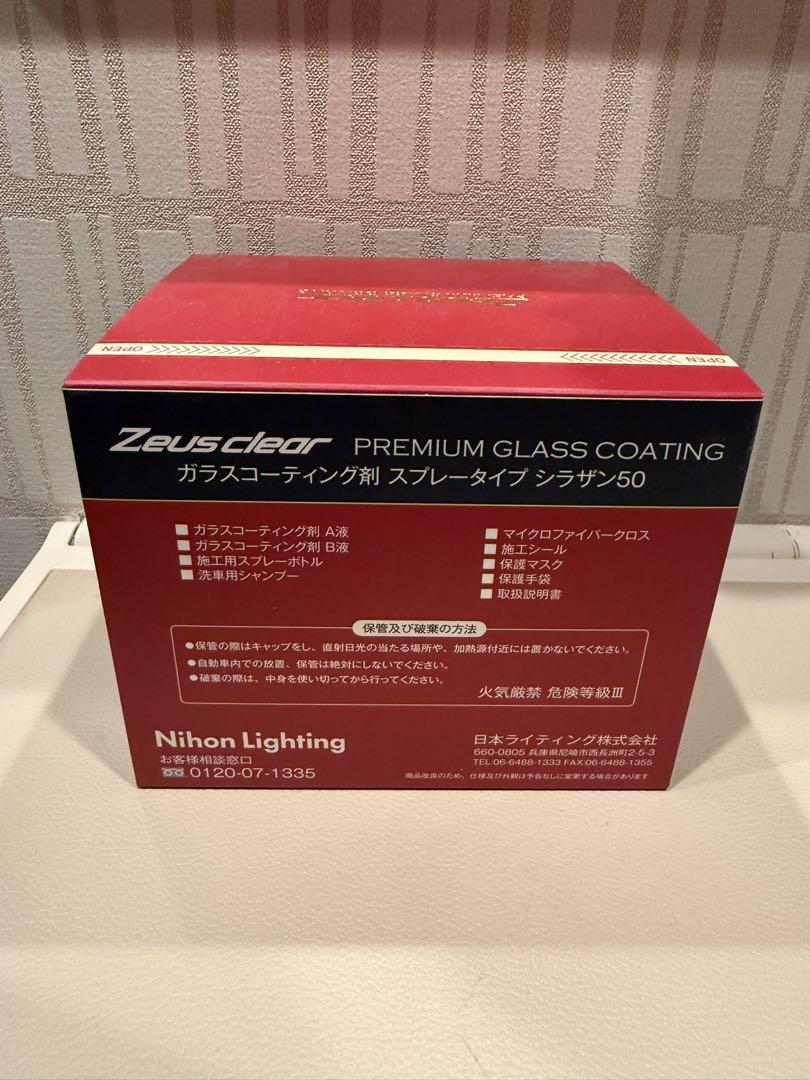 OPEN
OPEN
Zeus clear PREMIUM GLASS COATING
ガラスコーティング剤 スプレータイプ シラザン50
■ ガラスコーティング剤 A液
■ ガラスコーティング剤 B液
■ 施工用スプレーボトル
■ 洗車用シャンプー
■ マイクロファイバークロス
■ 施工シール
■ 保護マスク
■ 保護手袋
■ 取扱説明書
保管及び破棄の方法
●保管の際はキャップをし、直射日光の当たる場所や、加熱源付近には置かないでください。
●自動車内での放置、保管は絶対にしないでください。
●破棄の際は、中身を使い切ってから行ってください。
火気厳禁 危険等級Ⅲ
Nihon Lighting
お客様相談窓口
0120-07-1335
日本ライティング株式会社
660-0805 兵庫県尼崎市西長洲町2-5-3
TEL:06-6488-1333 FAX:06-6488-1355
商品改良のため、仕様及び外観は予告なしに変更する場合があります